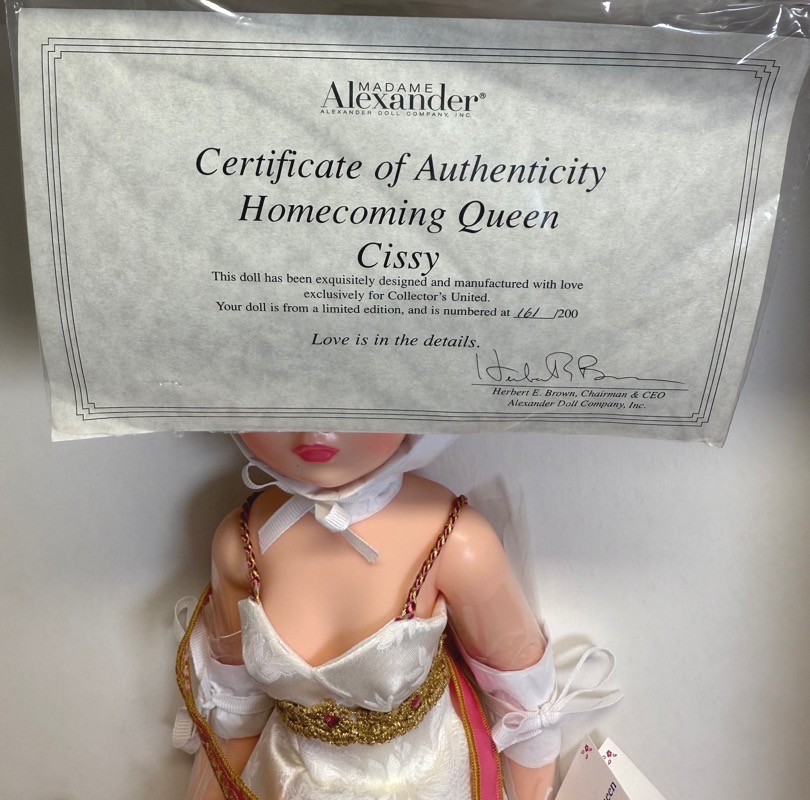 MADAME
Alexander®
ALEXANDER DOLL COMPANY, INC.
Certificate of Authenticity
Homecoming Queen
Cissy
This doll has been exquisitely designed and manufactured with love
exclusively for Collector's United.
Your doll is from a limited edition, and is numbered at 161/200
Love is in the details.
Herbert E. Brown, Chairman & CEO
Alexander Doll Company, Inc.